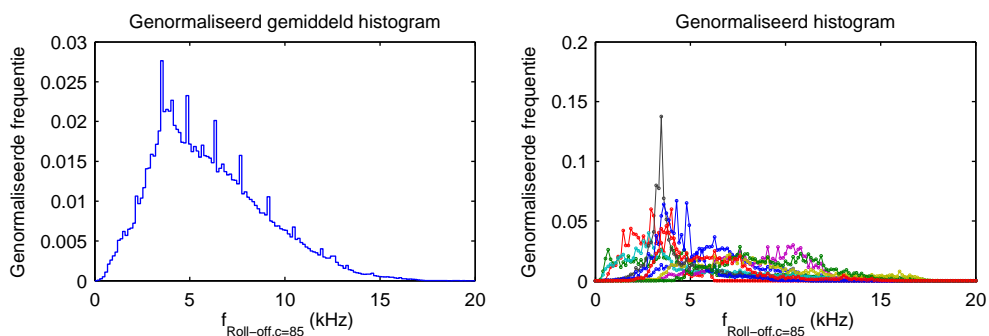 Genormaliseerd gemiddeld histogram
Genormaliseerde frequentie
0.03
0.025
0.02
0.015
0.01
0.005
0
0 5 10 15 20
f_Roll-off,c=85 (kHz)
Genormaliseerd histogram
Genormaliseerde frequentie
0.2
0.15
0.1
0.05
0
0 5 10 15 20
f_Roll-off,c=85 (kHz)